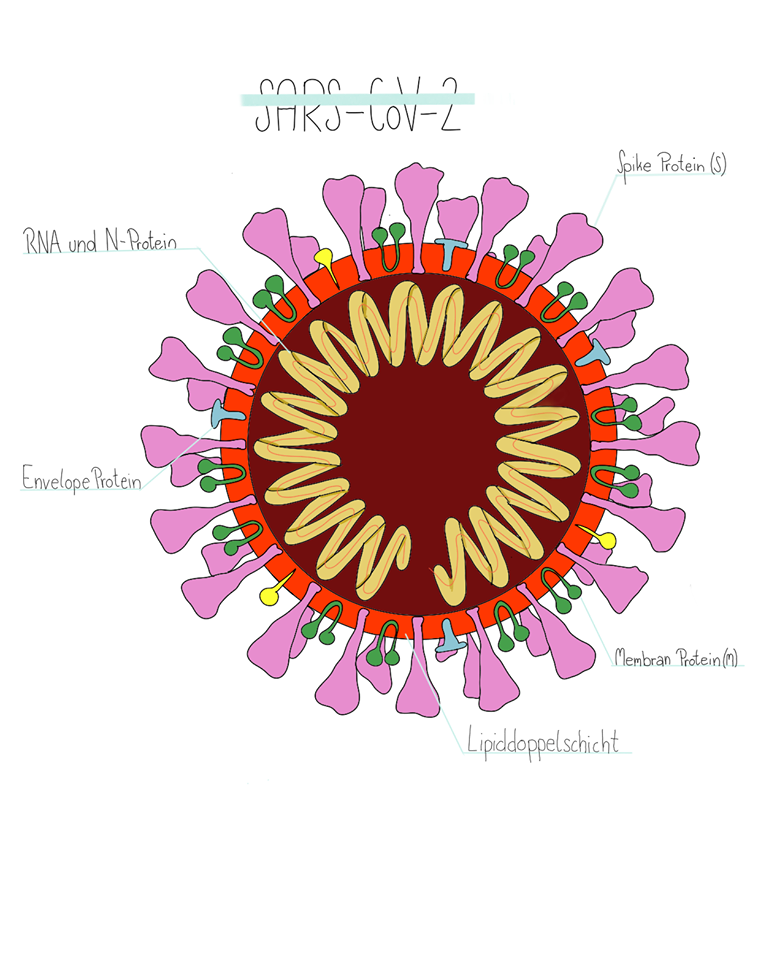 SARS-CoV-2
Spike Protein (S)
RNA und N-Protein
Envelope Protein
Membran Protein (M)
Lipiddoppelschicht